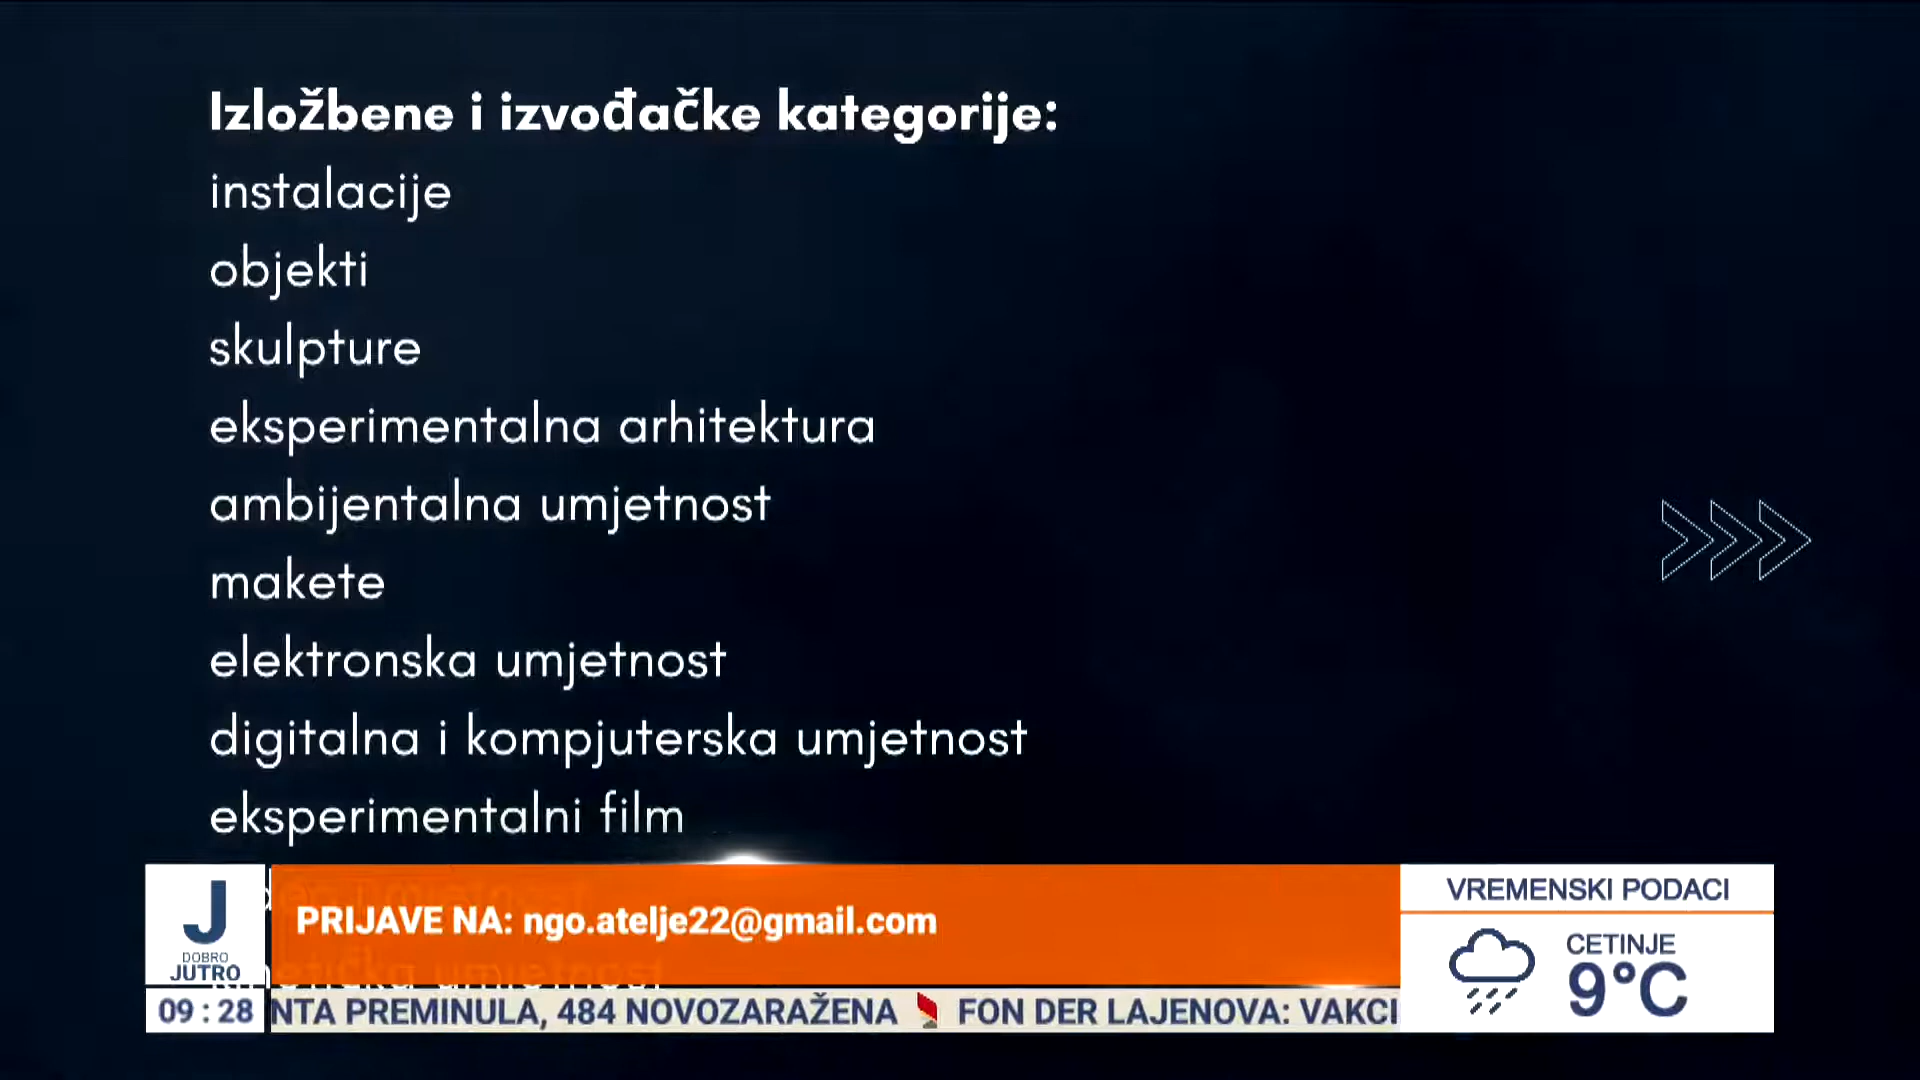 Izložbene i izvođačke kategorije:
instalacije
objekti
skulpture
eksperimentalna arhitektura
ambijentalna umjetnost
makete
elektronska umjetnost
digitalna i kompjuterska umjetnost
eksperimentalni film
umjetnost
J
DOBRO
JUTRO
PRIJAVE NA: ngo.atelje22@gmail.com
VREMENSKI PODACI
CETINJE
9°C
09:28
NTA PREMINULA, 484 NOVOZARAŽENA FON DER LAJENOVA: VAKCI